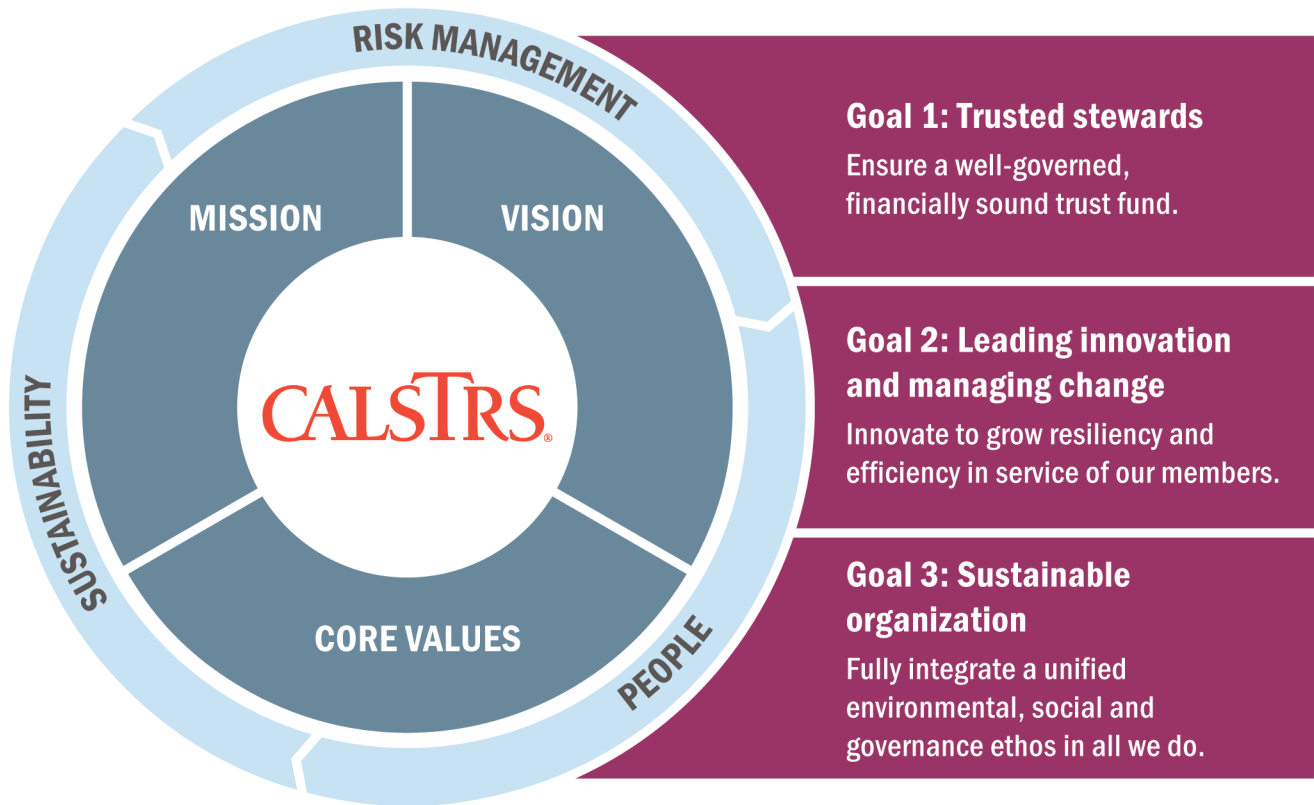 RISK MANAGEMENT
MISSION
VISION
CALSTRS®
SUSTAINABILITY
CORE VALUES
PEOPLE
Goal 1: Trusted stewards
Ensure a well-governed,
financially sound trust fund.
Goal 2: Leading innovation
and managing change
Innovate to grow resiliency and
efficiency in service of our members.
Goal 3: Sustainable
organization
Fully integrate a unified
environmental, social and
governance ethos in all we do.